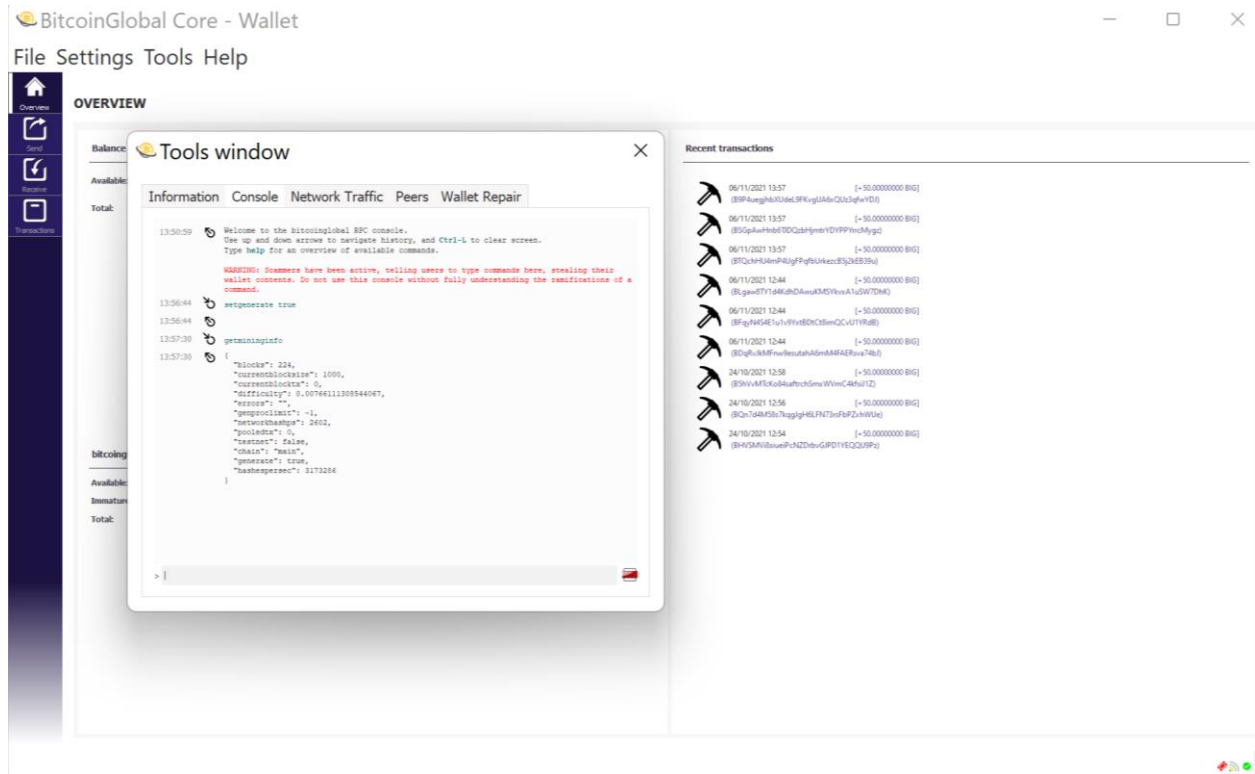 BitcoinGlobal Core - Wallet
File Settings Tools Help
Overview
Send
Receive
Transactions
OVERVIEW
Balance
Available:
Total:
bitcoing
Available:
Immature
Total:
Tools window
Information Console Network Traffic Peers Wallet Repair
13:50:59 Welcome to the bitcoinglobal RPC console.
Use up and down arrows to navigate history, and Ctrl-L to clear screen.
Type help for an overview of available commands.
WARNING: Scammers have been active, telling users to type commands here, stealing their
wallet contents. Do not use this console without fully understanding the ramifications of a
command.
13:56:44 setgenerate true
13:56:44
13:57:30 getmininginfo
13:57:30 {
"blocks": 224,
"currentblocksize": 1000,
"currentblocktx": 0,
"difficulty": 0.00766111308544067,
"errors": "",
"genproclimit": -1,
"networkhashps": 2602,
"pooledtx": 0,
"testnet": false,
"chain": "main",
"generate": true,
"hashespersec": 3173286
}
>
Recent transactions
06/11/2021 13:57 [+50.00000000 BIG]
06/11/2021 13:57 [+50.00000000 BIG]
06/11/2021 13:57 [+50.00000000 BIG]
06/11/2021 12:44 [+50.00000000 BIG]
06/11/2021 12:44 [+50.00000000 BIG]
06/11/2021 12:44 [+50.00000000 BIG]
24/10/2021 12:58 [+50.00000000 BIG]
24/10/2021 12:56 [+50.00000000 BIG]
24/10/2021 12:54 [+50.00000000 BIG]